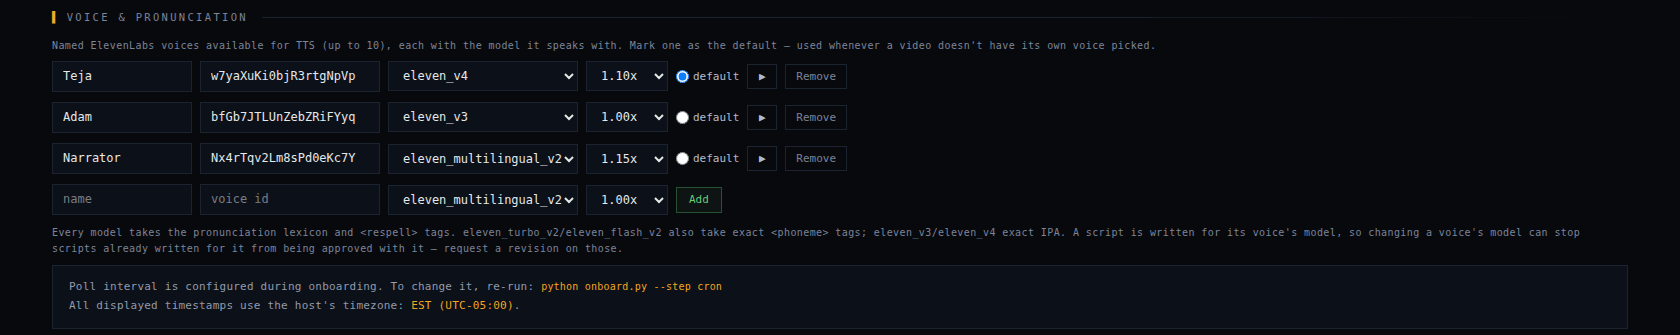 VOICE & PRONUNCIATION
Named ElevenLabs voices available for TTS (up to 10), each with the model it speaks with. Mark one as the default — used whenever a video doesn't have its own voice picked.
Teja w7yaXuKi0bjR3rtgNpVp eleven_v4 1.10x default ▶ Remove
Adam bfGb7JTLUnZebZRiFYyq eleven_v3 1.00x default ▶ Remove
Narrator Nx4rTqv2Lm8sPd0eKc7Y eleven_multilingual_v2 1.15x default ▶ Remove
name voice id eleven_multilingual_v2 1.00x Add
Every model takes the pronunciation lexicon and <respell> tags. eleven_turbo_v2/eleven_flash_v2 also take exact <phoneme> tags; eleven_v3/eleven_v4 exact IPA. A script is written for its voice's model, so changing a voice's model can stop
scripts already written for it from being approved with it — request a revision on those.
Poll interval is configured during onboarding. To change it, re-run: python onboard.py --step cron
All displayed timestamps use the host's timezone: EST (UTC-05:00).